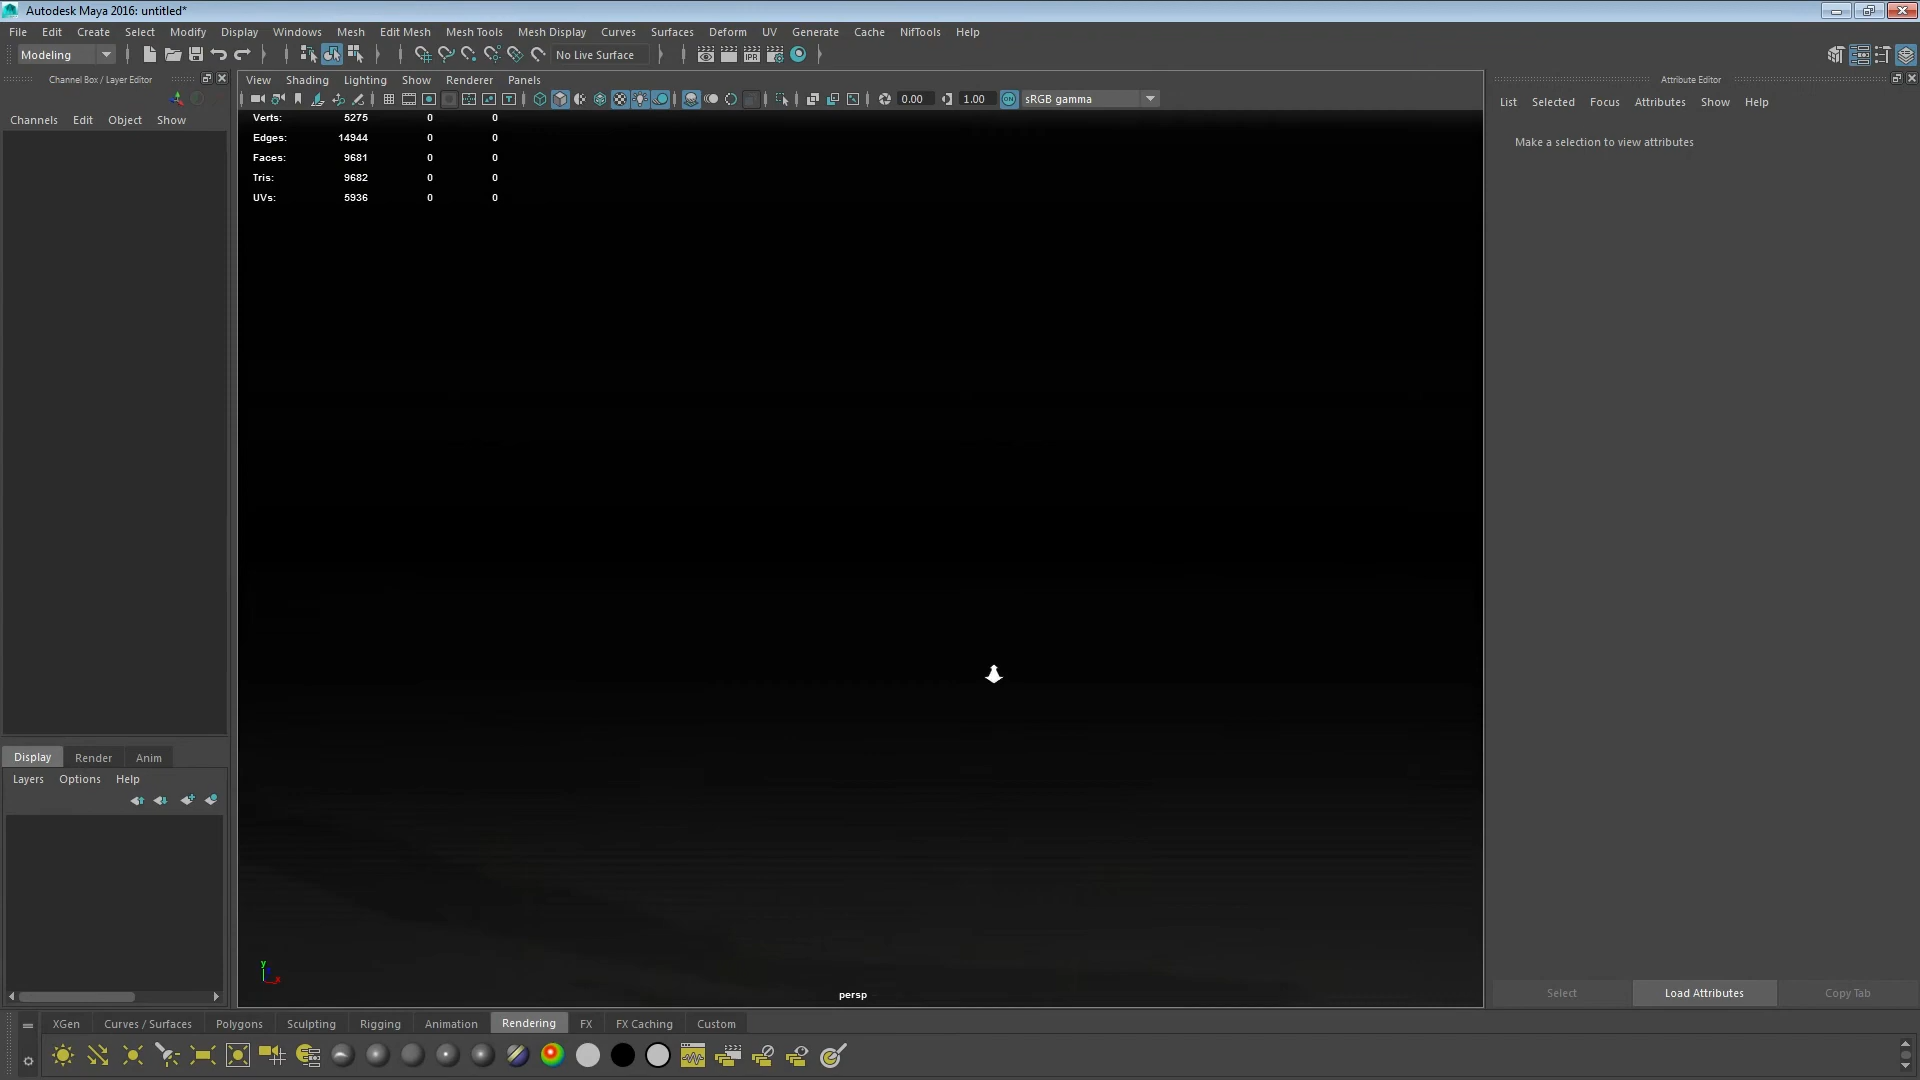 Autodesk Maya 2016: untitled*
File Edit Create Select Modify Display Windows Mesh Edit Mesh Mesh Tools Mesh Display Curves Surfaces Deform UV Generate Cache NifTools Help
Modeling No Live Surface IPR
Channel Box / Layer Editor
View Shading Lighting Show Renderer Panels
Attribute Editor
0.00 1.00 ON sRGB gamma
List Selected Focus Attributes Show Help
Channels Edit Object Show
Verts: 5275 0 0
Edges: 14944 0 0
Faces: 9681 0 0
Tris: 9682 0 0
UVs: 5936 0 0
Make a selection to view attributes
Display Render Anim
Layers Options Help
y
x
persp
Select Load Attributes Copy Tab
XGen Curves / Surfaces Polygons Sculpting Rigging Animation Rendering FX FX Caching Custom